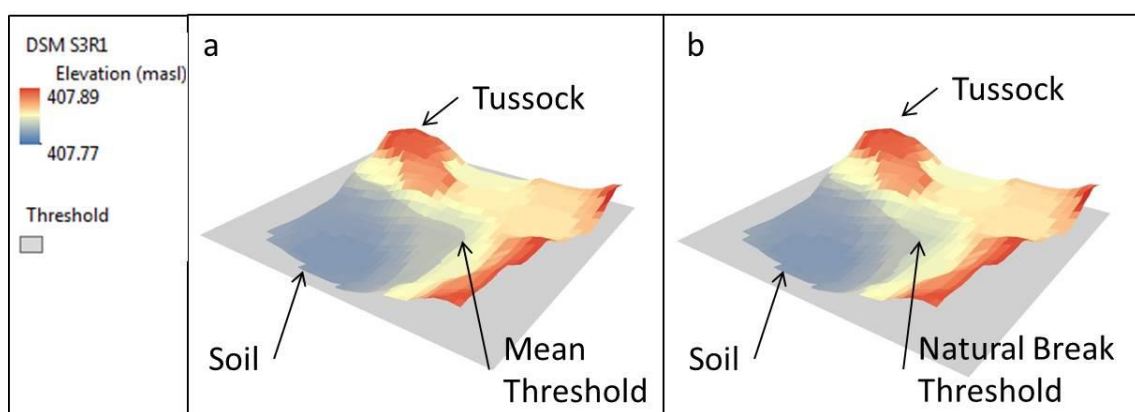 DSM S3R1
Elevation (masl)
407.89
407.77
Threshold
a
Tussock
Soil
Mean
Threshold
b
Tussock
Soil
Natural Break
Threshold